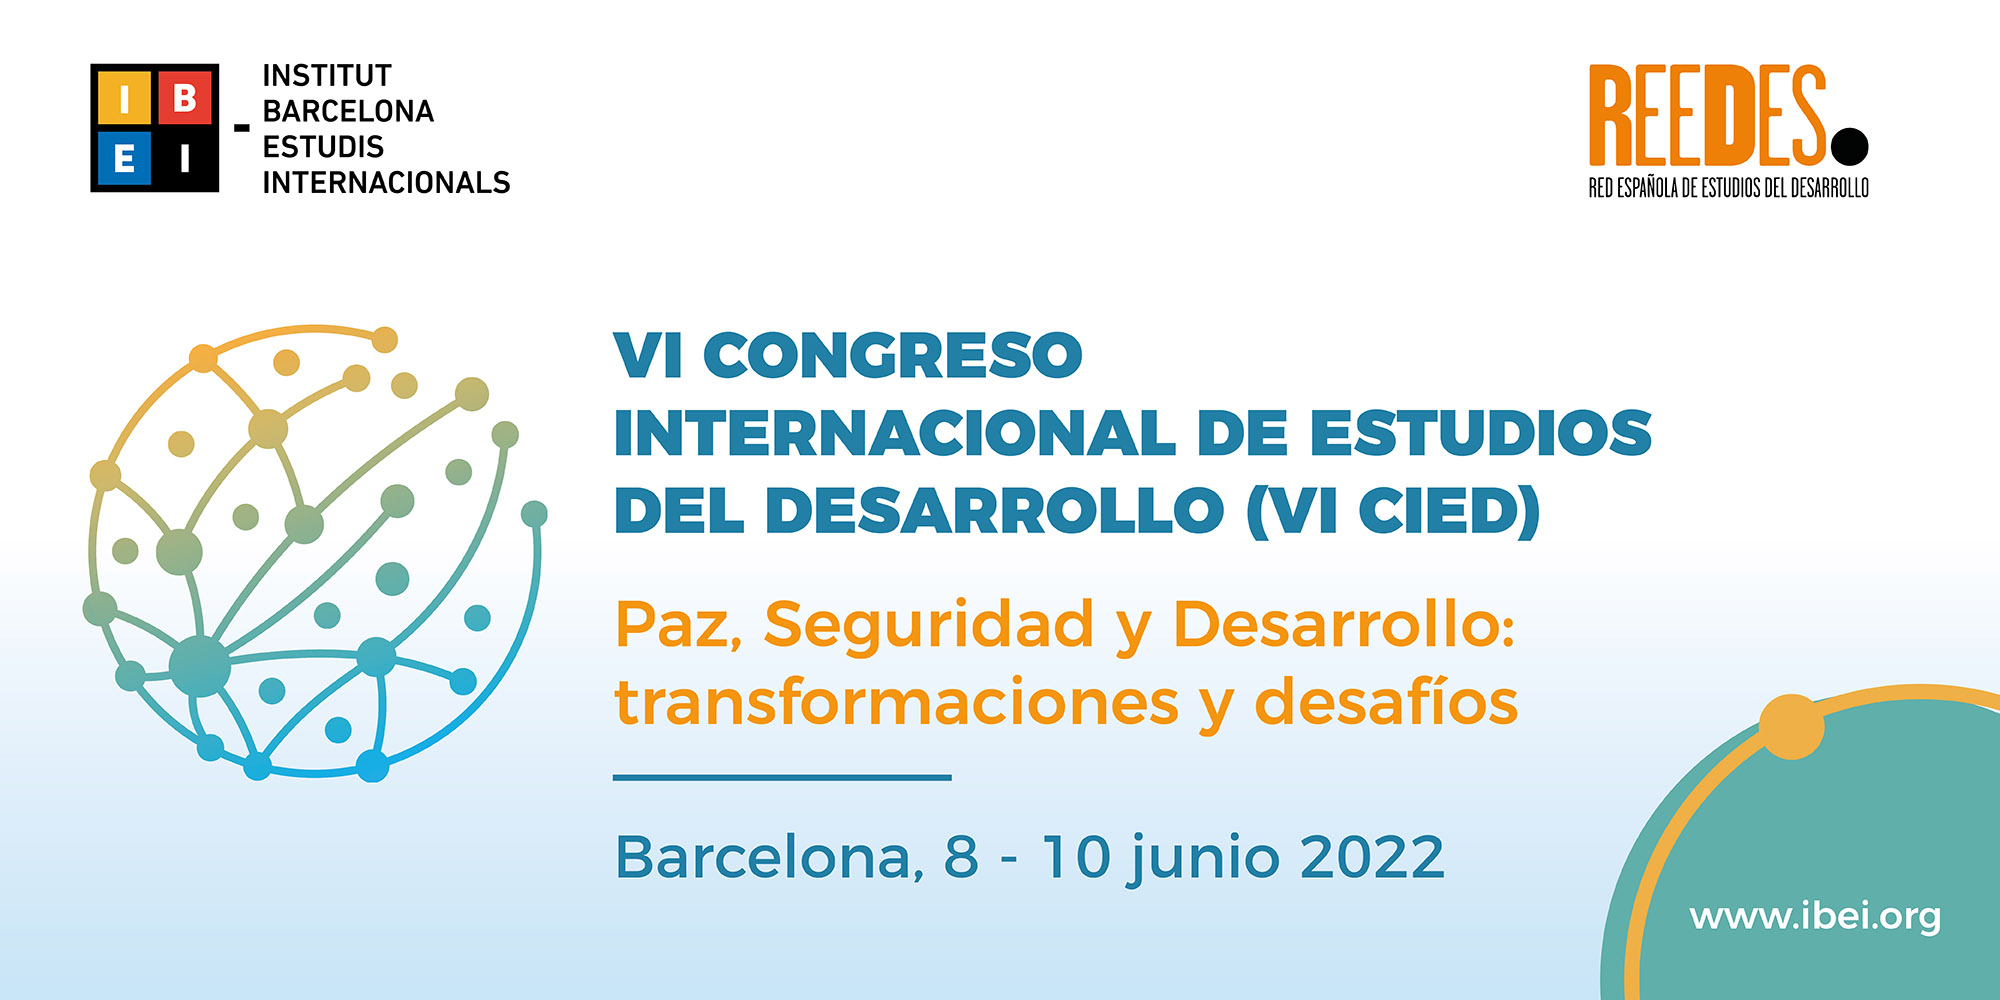 I B
E I
-
INSTITUT
BARCELONA
ESTUDIS
INTERNACIONALS
REEDES.
RED ESPAÑOLA DE ESTUDIOS DEL DESARROLLO
VI CONGRESO
INTERNACIONAL DE ESTUDIOS
DEL DESARROLLO (VI CIED)
Paz, Seguridad y Desarrollo:
transformaciones y desafíos
Barcelona, 8 - 10 junio 2022
www.ibei.org